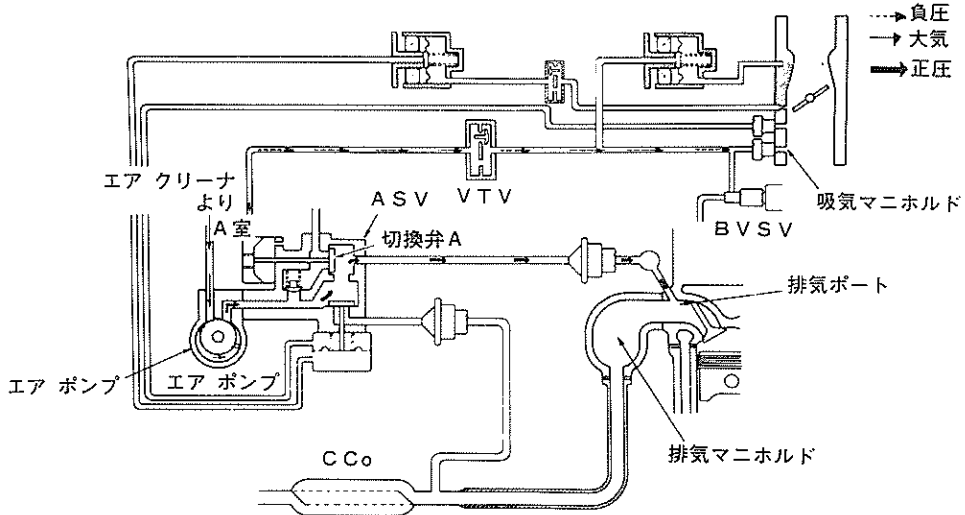 負圧
大気
正圧
エア クリーナ
より
A室
ASV
切換弁A
VTV
BVSV
吸気マニホルド
排気ポート
エア ポンプ
エア ポンプ
排気マニホルド
CCo